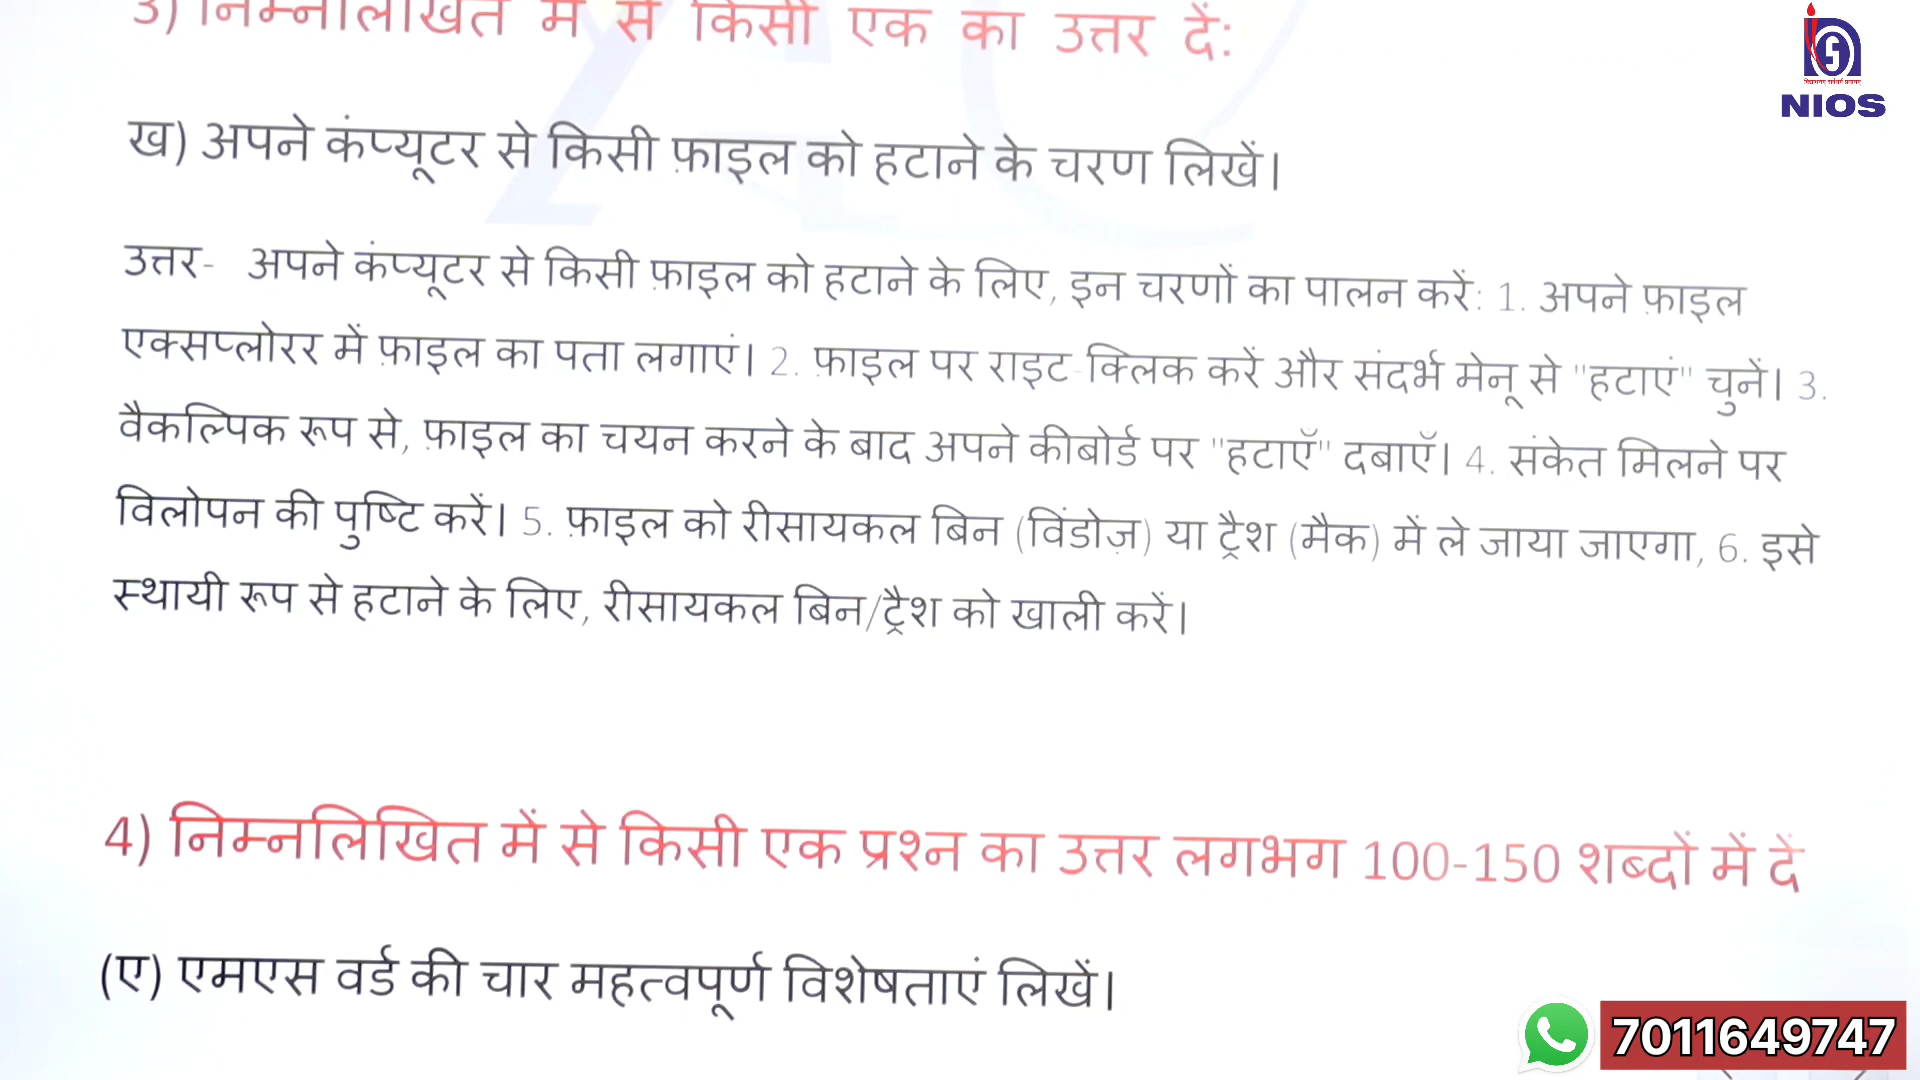 3) निम्नलिखित में से किसी एक का उत्तर दें:
NIOS
ख) अपने कंप्यूटर से किसी फ़ाइल को हटाने के चरण लिखें।
उत्तर- अपने कंप्यूटर से किसी फ़ाइल को हटाने के लिए, इन चरणों का पालन करें: 1. अपने फ़ाइल
एक्सप्लोरर में फ़ाइल का पता लगाएं। 2. फ़ाइल पर राइट-क्लिक करें और संदर्भ मेनू से "हटाएं" चुनें। 3.
वैकल्पिक रूप से, फ़ाइल का चयन करने के बाद अपने कीबोर्ड पर "हटाएँ" दबाएँ। 4. संकेत मिलने पर
विलोपन की पुष्टि करें। 5. फ़ाइल को रीसायकल बिन (विंडोज़) या ट्रैश (मैक) में ले जाया जाएगा, 6. इसे
स्थायी रूप से हटाने के लिए, रीसायकल बिन/ट्रैश को खाली करें।
4) निम्नलिखित में से किसी एक प्रश्न का उत्तर लगभग 100-150 शब्दों में दें
(ए) एमएस वर्ड की चार महत्वपूर्ण विशेषताएं लिखें।
7011649747